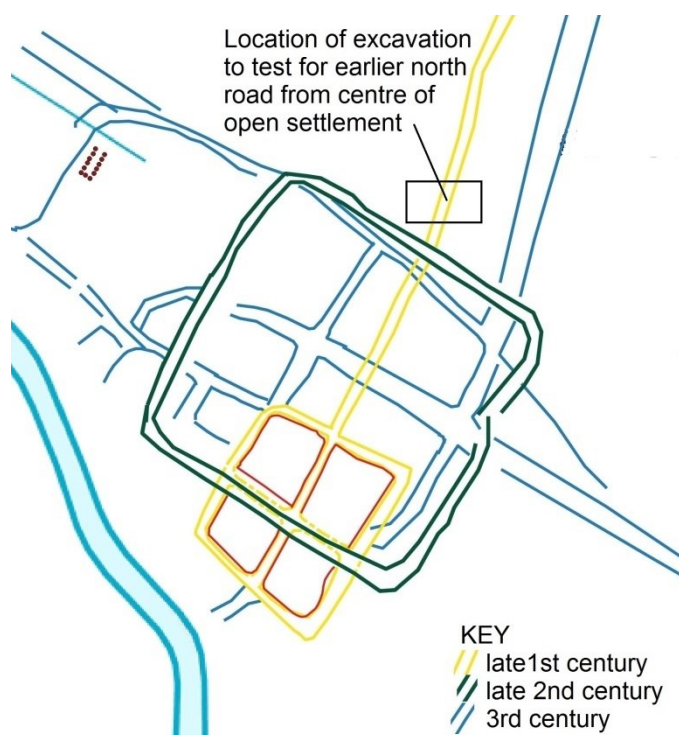 Location of excavation
to test for earlier north
road from centre of
open settlement
KEY
late1st century
late 2nd century
3rd century